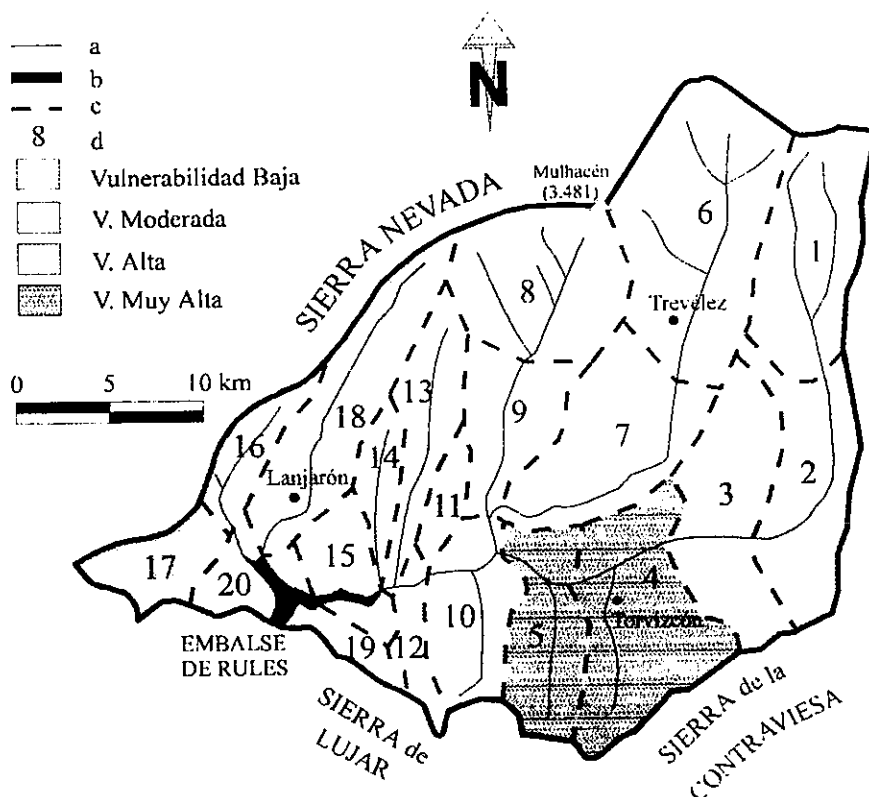 a
b
c
8 d
Vulnerabilidad Baja
V. Moderada
V. Alta
V. Muy Alta
0 5 10 km
N
SIERRA NEVADA
Mulhacén
(3.481)
6
1
8
Trevélez
13
18
9
7
16
14
Lanjarón
11
3
2
17
15
4
20
10
Torvizcón
5
EMBALSE
DE RULES
19
12
SIERRA de
LUJAR
SIERRA de la
CONTRAVIESA